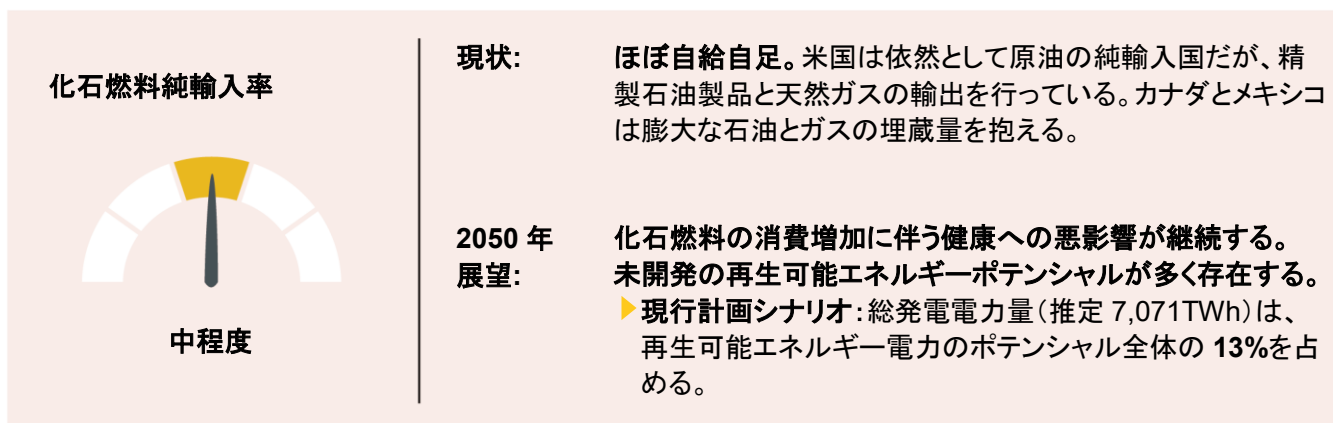 化石燃料純輸入率
中程度
現状:
ほぼ自給自足。米国は依然として原油の純輸入国だが、精
製石油製品と天然ガスの輸出を行っている。カナダとメキシコ
は膨大な石油とガスの埋蔵量を抱える。
2050 年
展望:
化石燃料の消費増加に伴う健康への悪影響が継続する。
未開発の再生可能エネルギーポテンシャルが多く存在する。
現行計画シナリオ:総発電電力量(推定 7,071TWh)は、
再生可能エネルギー電力のポテンシャル全体の 13%を占
める。